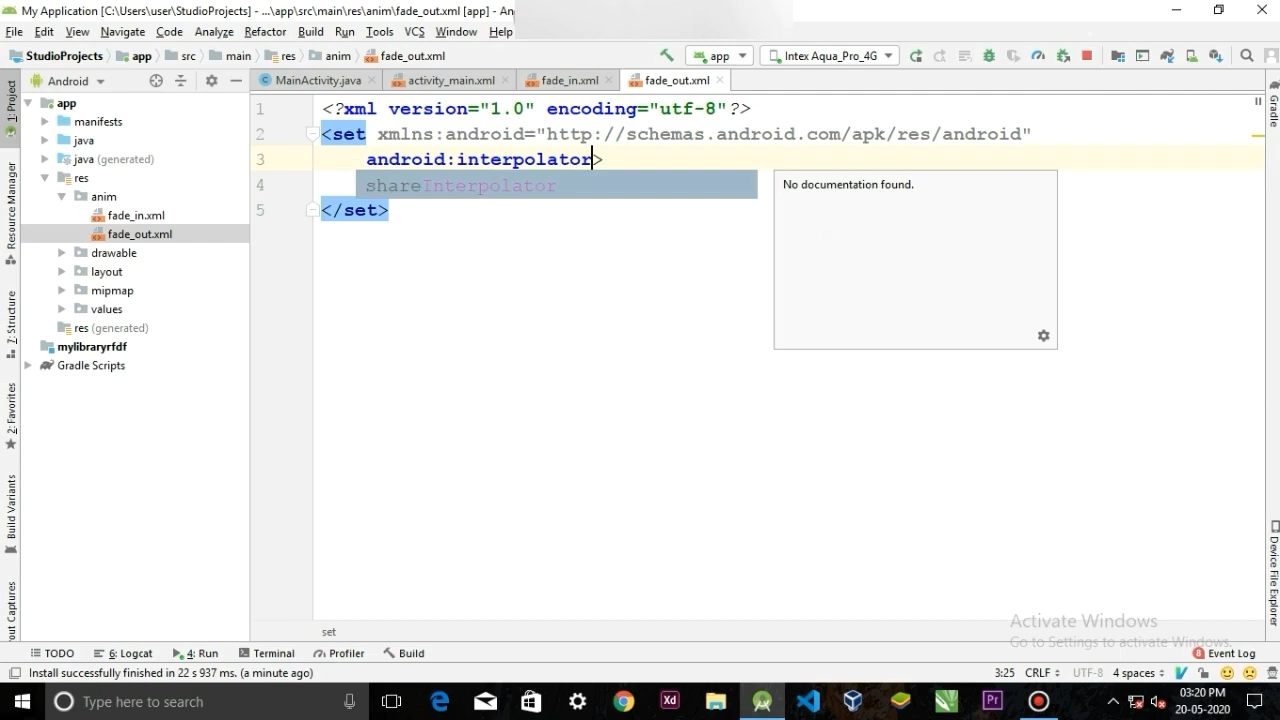 My Application [C:\Users\user\StudioProjects] - ...\app\src\main\res\anim\fade_out.xml [app] - An
File Edit View Navigate Code Analyze Refactor Build Run Tools VCS Window Help
StudioProjects app src main res anim fade_out.xml
app Intex Aqua_Pro_4G
Android
MainActivity.java activity_main.xml fade_in.xml fade_out.xml
1: Project
Resource Manager
7: Structure
2: Favorites
Build Variants
out Captures
app
manifests
java
java (generated)
res
anim
fade_in.xml
fade_out.xml
drawable
layout
mipmap
values
res (generated)
mylibraryrfdf
Gradle Scripts
1 <?xml version="1.0" encoding="utf-8"?>
2 <set xmlns:android="http://schemas.android.com/apk/res/android"
3 android:interpolator>
4 shareInterpolator
5 </set>
No documentation found.
Gradle
Device File Explorer
Activate Windows
Go to Settings to activate Windows.
set
TODO 6: Logcat 4: Run Terminal Profiler Build 8 Event Log
Install successfully finished in 22 s 937 ms. (a minute ago) 3:25 CRLF UTF-8 4 spaces
Type here to search
Xd Pr
03:20 PM
20-05-2020